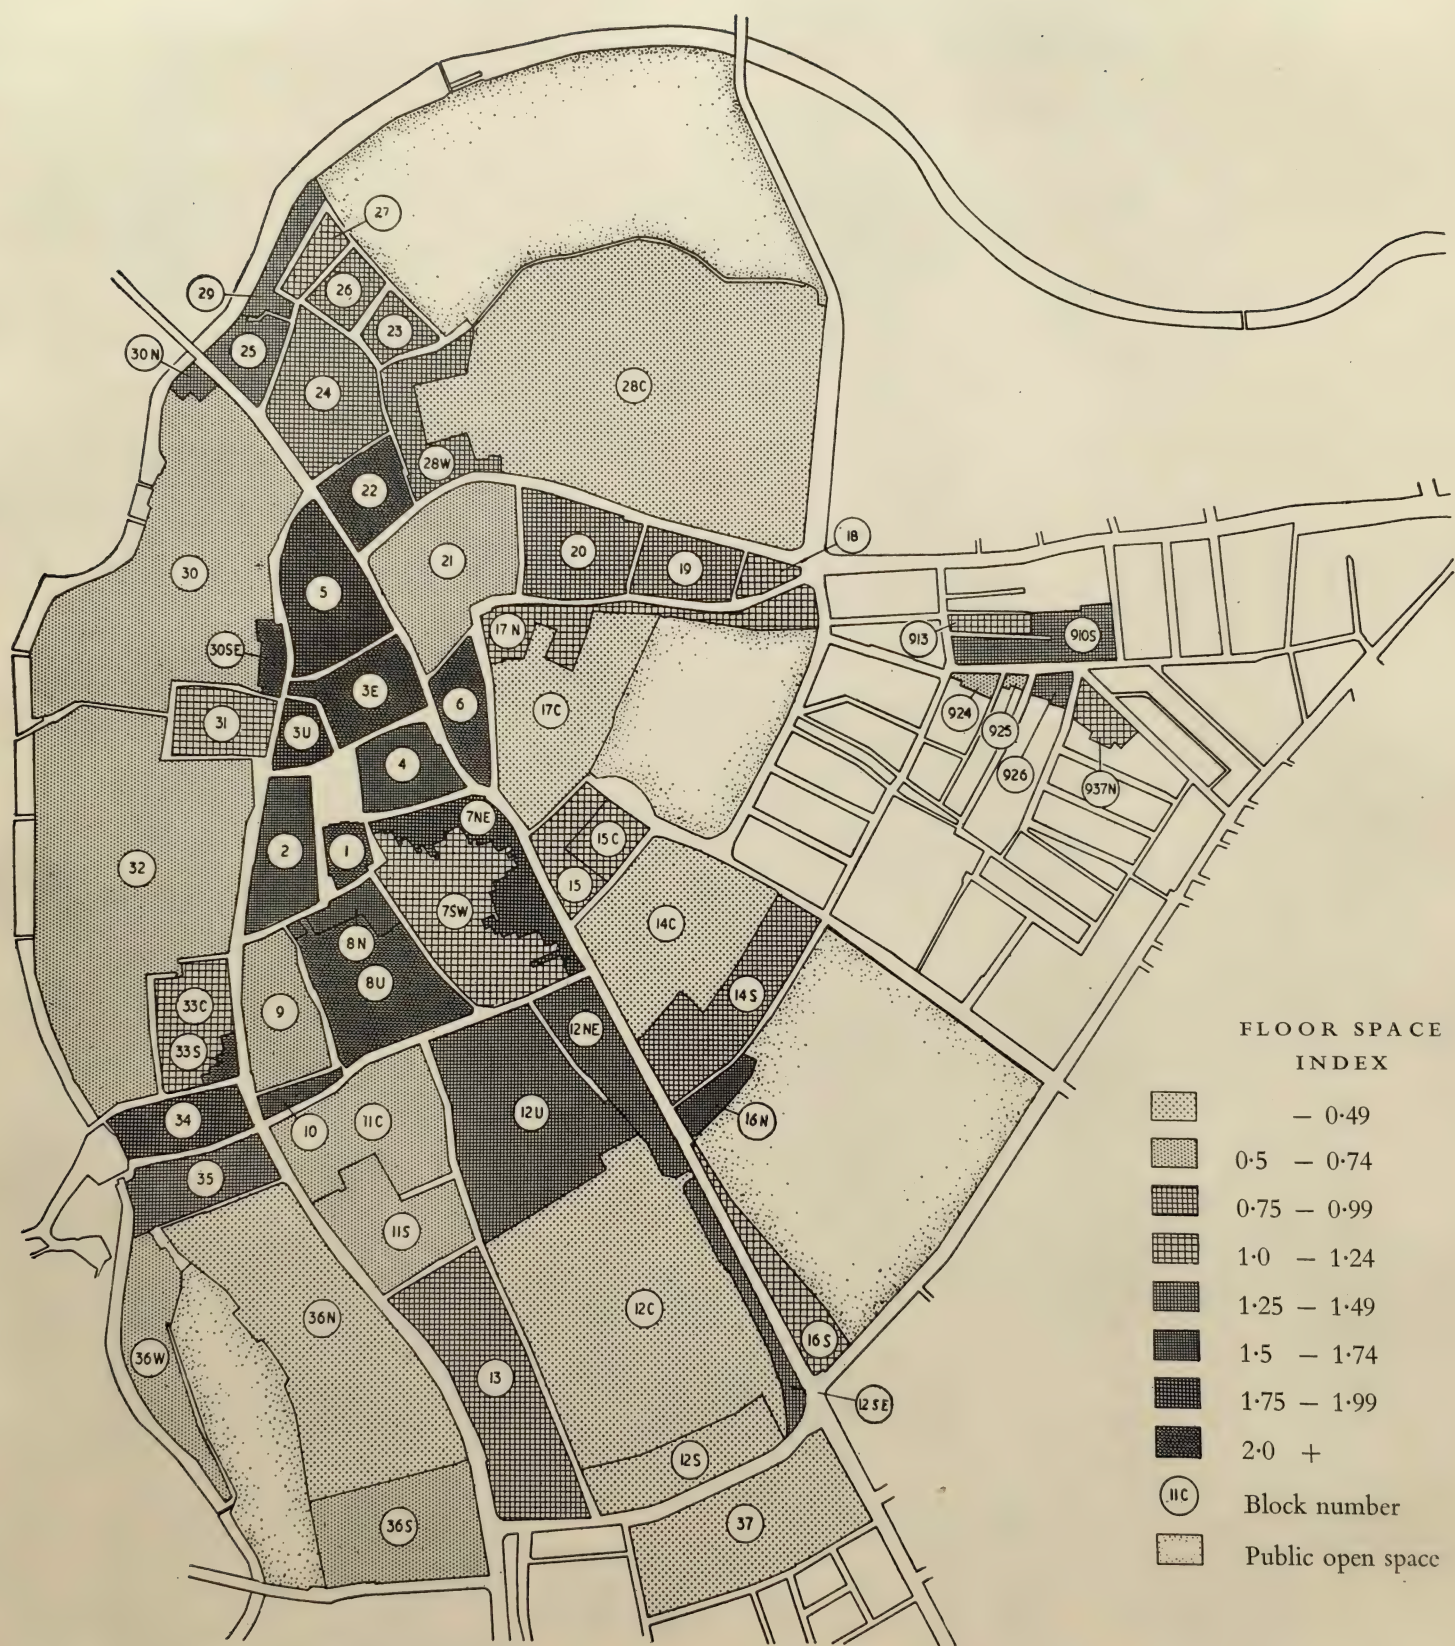 27
29
26
23
30N
25
24
28C
28W
22
18
20
19
21
30
5
17N
913
910S
30SE
3E
6
17C
31
3U
924
925
4
926
937N
7NE
2
1
15C
32
15
7SW
14C
8N
8U
14S
33C
9
12NE
33S
34
10
11C
12U
16N
35
11S
36N
12C
16S
36W
13
12SE
12S
36S
37
FLOOR SPACE
INDEX
– 0·49
0·5 – 0·74
0·75 – 0·99
1·0 – 1·24
1·25 – 1·49
1·5 – 1·74
1·75 – 1·99
2·0 +
11C Block number
Public open space